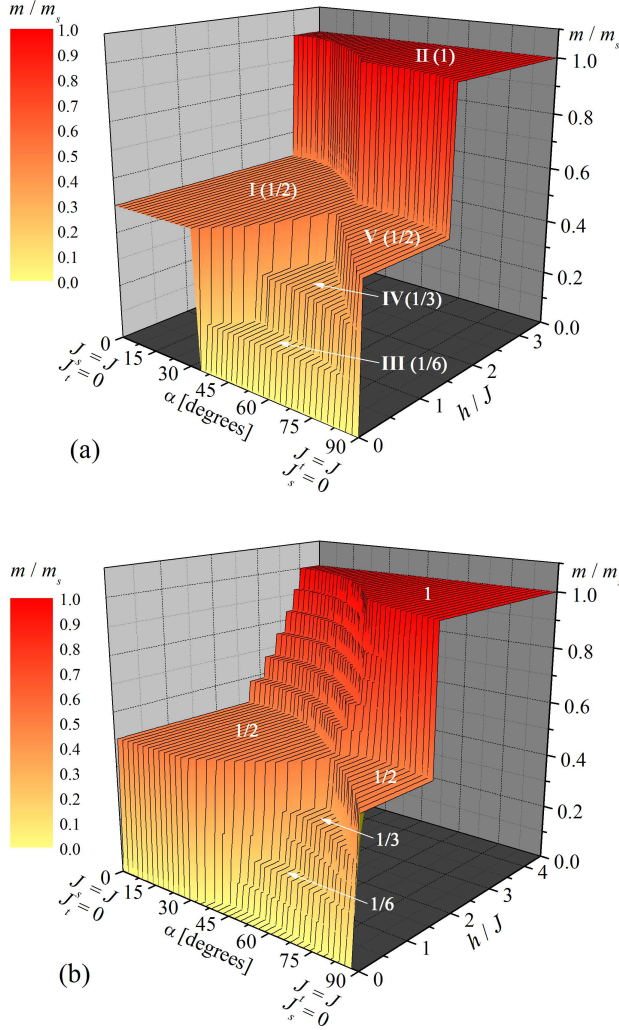 m / m_s
1.0
0.9
0.8
0.7
0.6
0.5
0.4
0.3
0.2
0.1
0.0
m / m_s
1.0
0.8
0.6
0.4
0.2
0.0
II (1)
I (1/2)
V (1/2)
IV(1/3)
III (1/6)
0
15
30
45
60
75
90
J_s = J
J_t = 0
α [degrees]
J_t = J
J_s = 0
0
1
2
3
h / J
(a)
m / m_s
1.0
0.9
0.8
0.7
0.6
0.5
0.4
0.3
0.2
0.1
0.0
m / m_s
1.0
0.8
0.6
0.4
0.2
0.0
1
1/2
1/2
1/3
1/6
0
15
30
45
60
75
90
J_s = J
J_t = 0
α [degrees]
J_t = J
J_s = 0
0
1
2
3
4
h / J
(b)